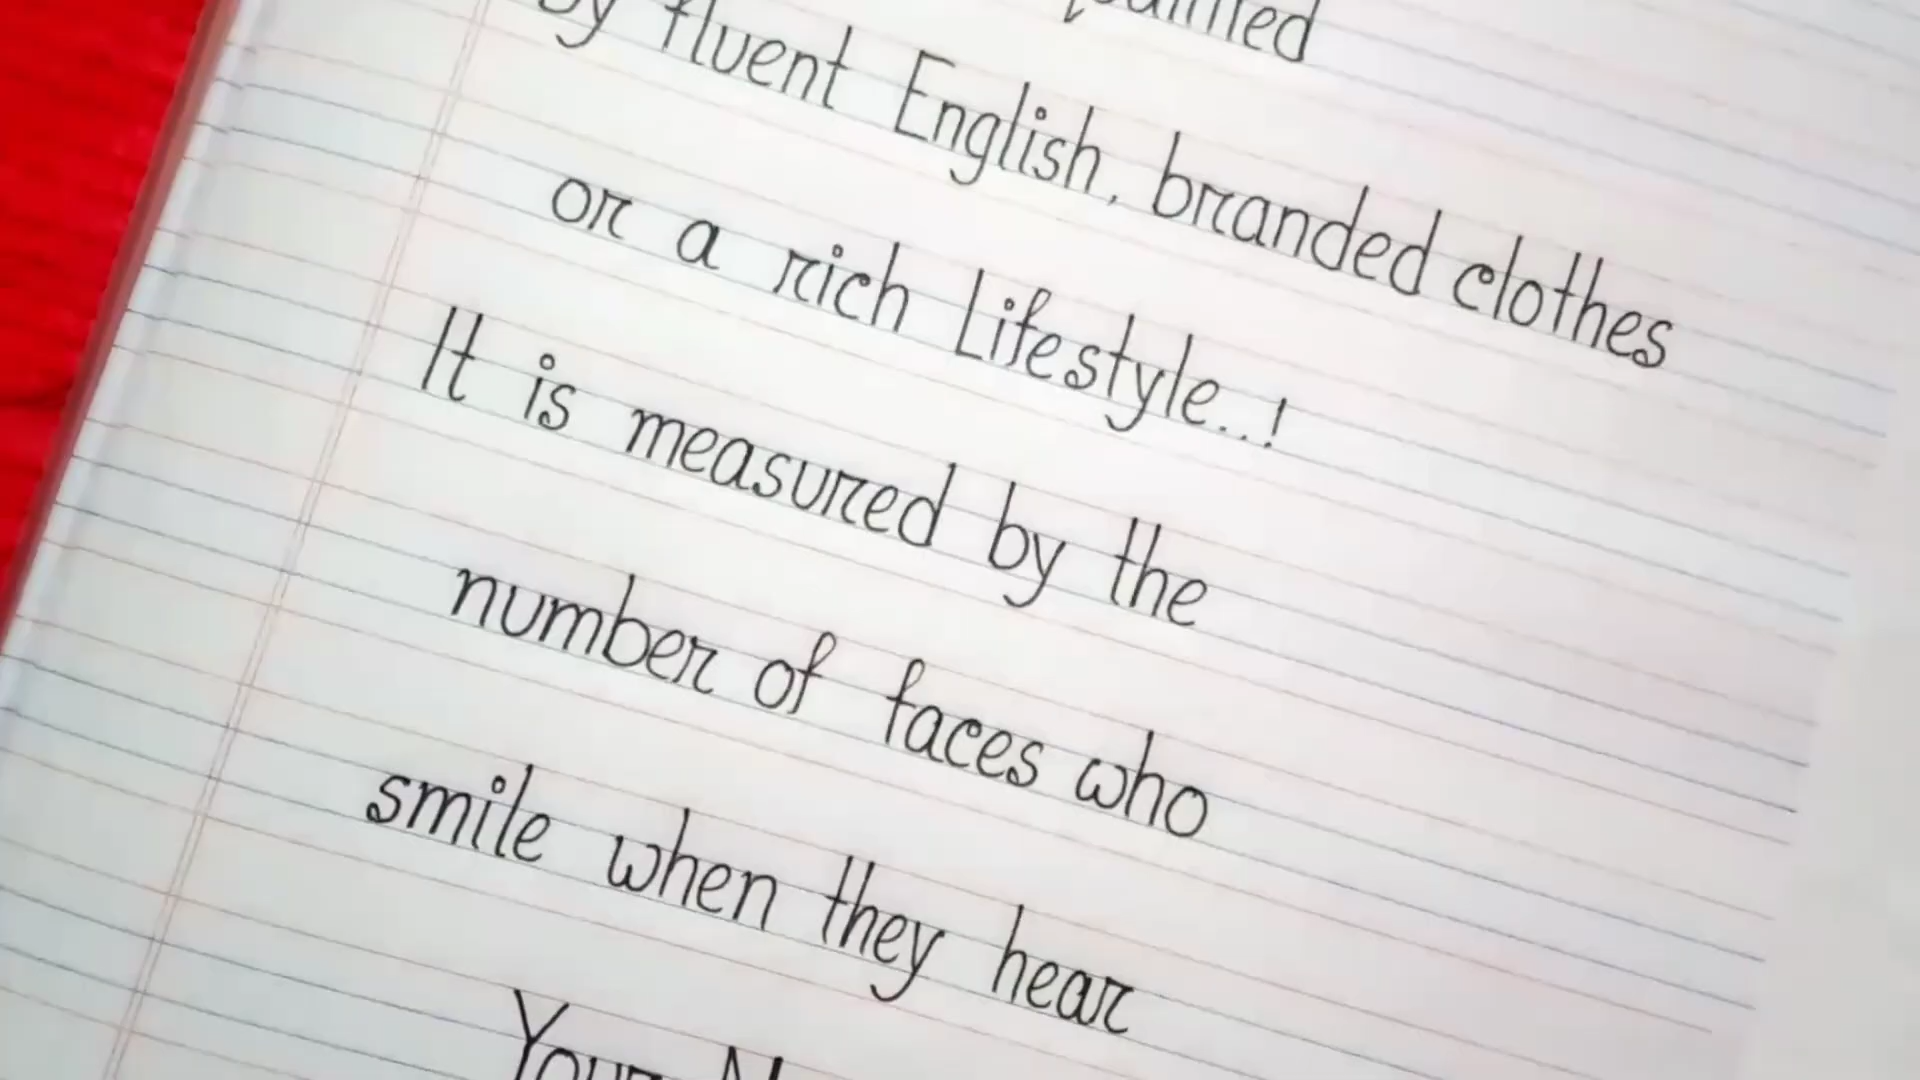 by fluent English, branded clothes
or a rich Lifestyle..!
It is measured by the
number of faces who
smile when they hear
Your